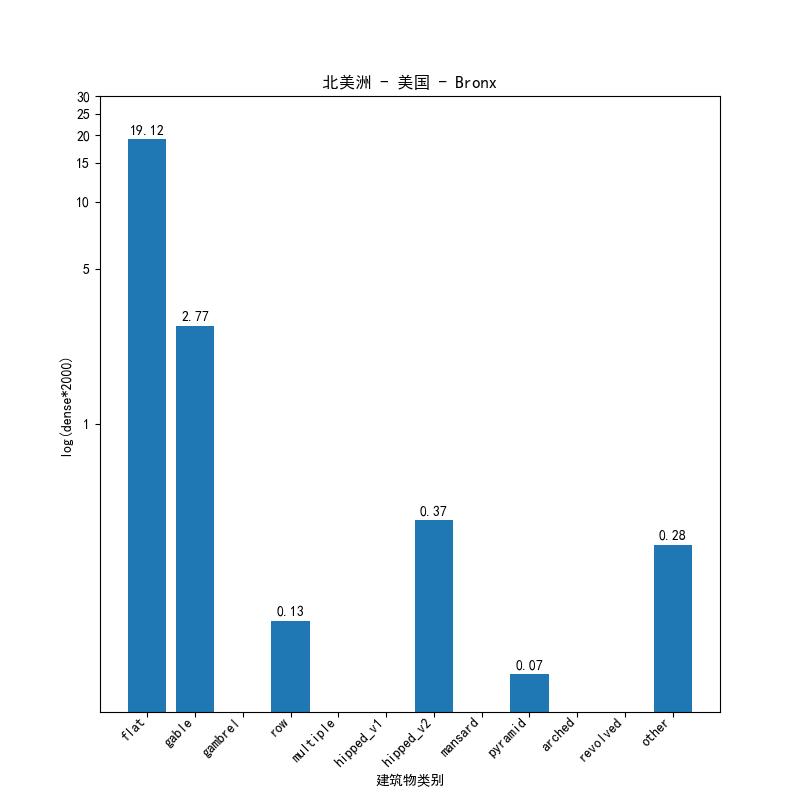 北美洲 - 美国 - Bronx
30
25
20
15
10
5
1
log(dense*2000)
19.12
2.77
0.13
0.37
0.07
0.28
flat
gable
gambrel
row
multiple
hipped_v1
hipped_v2
mansard
pyramid
arched
revolved
other
建筑物类别